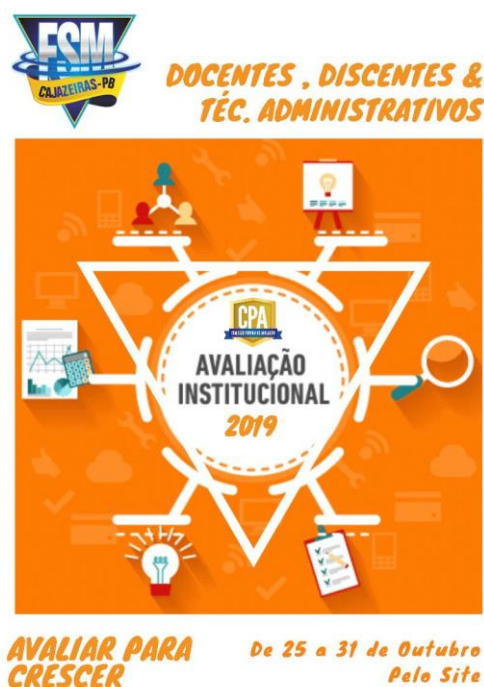 FSM
CAJAZEIRAS-PB
DOCENTES , DISCENTES &
TÉC. ADMINISTRATIVOS
CPA
AVALIAÇÃO
INSTITUCIONAL
2019
AVALIAR PARA
CRESCER
De 25 a 31 de Outubro
Pelo Site